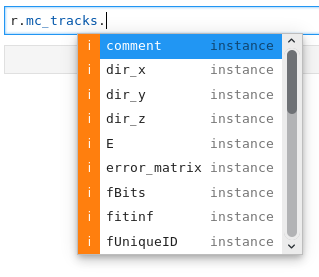 r.mc_tracks.
i comment instance
i dir_x instance
i dir_y instance
i dir_z instance
i E instance
i error_matrix instance
i fBits instance
i fitinf instance
i fUniqueID instance